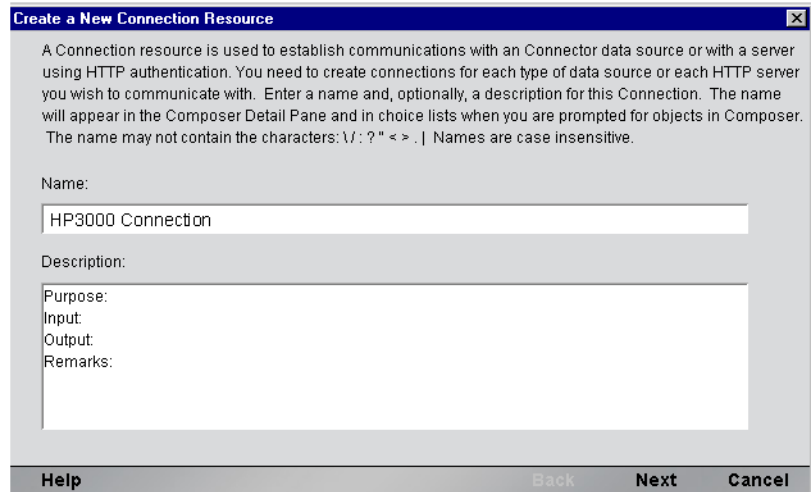 Create a New Connection Resource
A Connection resource is used to establish communications with an Connector data source or with a server
using HTTP authentication. You need to create connections for each type of data source or each HTTP server
you wish to communicate with.  Enter a name and, optionally, a description for this Connection.  The name
will appear in the Composer Detail Pane and in choice lists when you are prompted for objects in Composer.
The name may not contain the characters: \ / : ? " < > . |  Names are case insensitive.
Name:
HP3000 Connection
Description:
Purpose:
Input:
Output:
Remarks:
Help Back Next Cancel